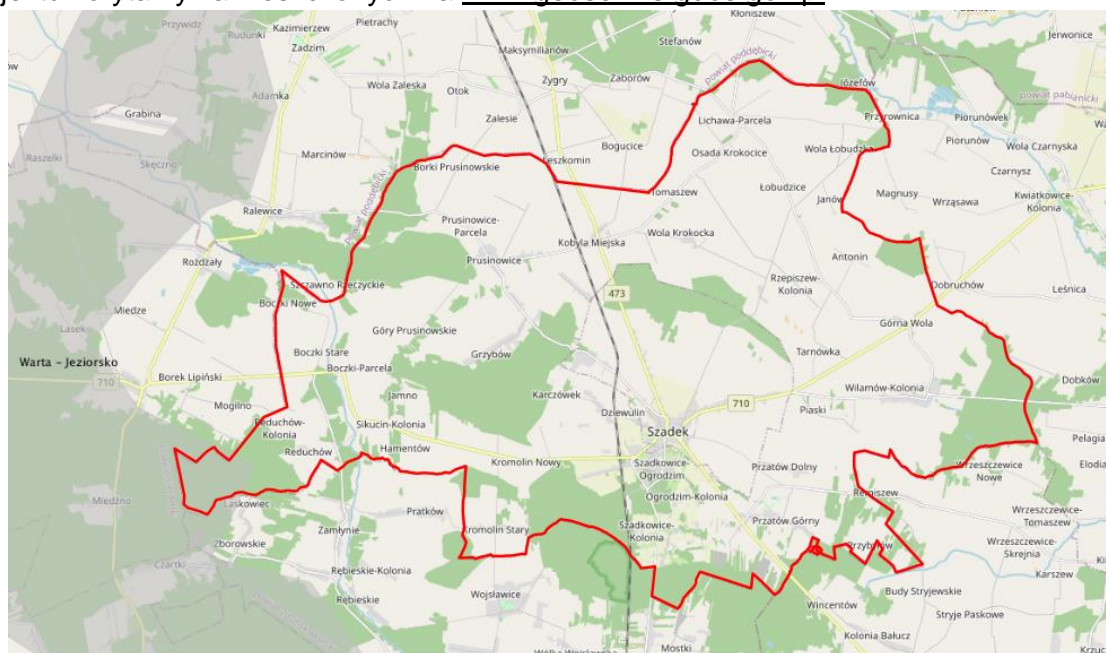 Pietrachy
Kłoniszew
Przywidz
Rudunki
Kazimierzew
Zadzim
Stefanów
Jerwonice
Maksymilianów
powiat poddębicki
Wola Zaleska
Zygry
Zaborów
Józefów
Otok
Adamka
powiat pabianicki
Grabina
Zalesie
Lichawa-Parcela
Przyrownica
Piorunówek
Bogucice
Wola Łobudzka
Piorunów
Wola Czarnyska
Raszelki
Skęczno
Marcinów
Borki Prusinowskie
Leszkomin
Osada Krokocice
Czarnysz
powiat poddębicki
Łobudzice
Magnusy
Kwiatkowice-Kolonia
Tomaszew
Janów
Wrząsawa
Ralewice
Prusinowice-Parcela
Wola Krokocka
Kobyla Miejska
Antonin
Rożdżały
Prusinowice
Rzepiszew-Kolonia
Szczawno Rzeczyckie
Dobruchów
Leśnica
473
Boczki Nowe
Miedze
Lasek
Góry Prusinowskie
Górna Wola
Boczki Stare
Grzybów
Tarnówka
Warta - Jeziorsko
Boczki-Parcela
710
Borek Lipiński
Wilamów-Kolonia
Dobków
Jamno
Karczówek
Mogilno
Dziewulin
710
Piaski
Reduchów-Kolonia
Sikucin-Kolonia
Szadek
Pelagia
Reduchów
Hamentów
Kromolin Nowy
Szadkowice-Ogrodzim
Przatów Dolny
Wrzeszczewice Nowe
Elodia
Miedźno
Laskowiec
Ogrodzim-Kolonia
Remiszew
Pratków
Wrzeszczewice-Tomaszew
Zamłynie
Kromolin Stary
Szadkowice-Kolonia
Przatów Górny
Przybyłów
Zborowskie
Wrzeszczewice-Skrejnia
Czartki
Rębieskie-Kolonia
Karszew
Wojsławice
Budy Stryjewskie
Rębieskie
Wincentów
Stryje Paskowe
Mostki
Kolonia Bałucz